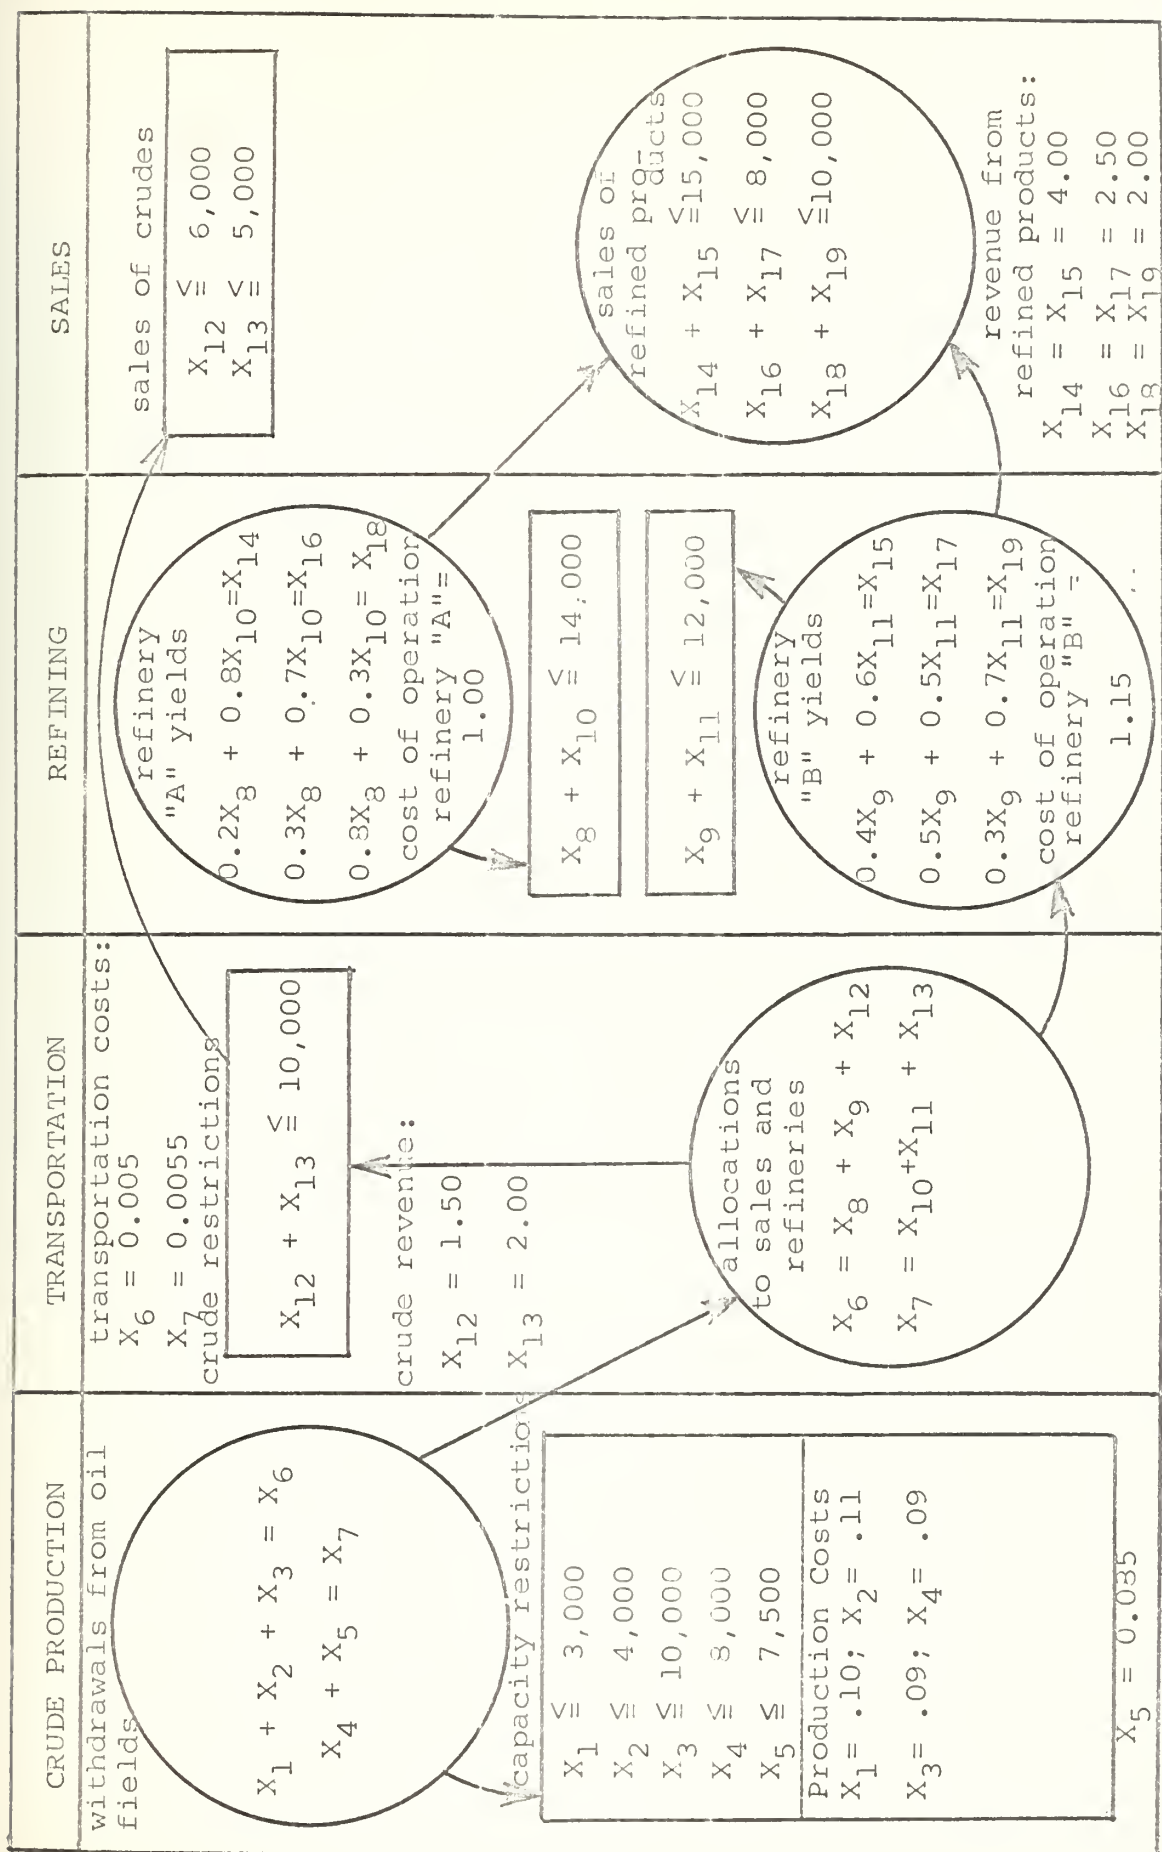 CRUDE PRODUCTION
withdrawals from oil
fields
X1 + X2 + X3 = X6
X4 + X5 = X7
capacity restrictions
X1 ≦ 3,000
X2 ≦ 4,000
X3 ≦ 10,000
X4 ≦ 8,000
X5 ≦ 7,500
Production Costs
X1= .10; X2= .11
X3= .09; X4= .09
X5 = 0.085
TRANSPORTATION
transportation costs:
X6 = 0.005
X7 = 0.0055
crude restrictions
X12 + X13 ≦ 10,000
crude revenue:
X12 = 1.50
X13 = 2.00
allocations
to sales and
refineries
X6 = X8 + X9 + X12
X7 = X10+X11 + X13
REFINING
refinery
"A" yields
0.2X8 + 0.8X10=X14
0.3X8 + 0.7X10=X16
0.8X8 + 0.3X10= X18
cost of operation
refinery "A"=
1.00
X8 + X10 ≦ 14,000
X9 + X11 ≦ 12,000
refinery
"B" yields
0.4X9 + 0.6X11=X15
0.5X9 + 0.5X11=X17
0.3X9 + 0.7X11=X19
cost of operation
refinery "B" =
1.15
SALES
sales of crudes
X12 ≦ 6,000
X13 ≦ 5,000
sales of
refined pro-
ducts
X14 + X15 ≦15,000
X16 + X17 ≦ 8,000
X18 + X19 ≦10,000
revenue from
refined products:
X14 = X15 = 4.00
X16 = X17 = 2.50
X18 = X19 = 2.00